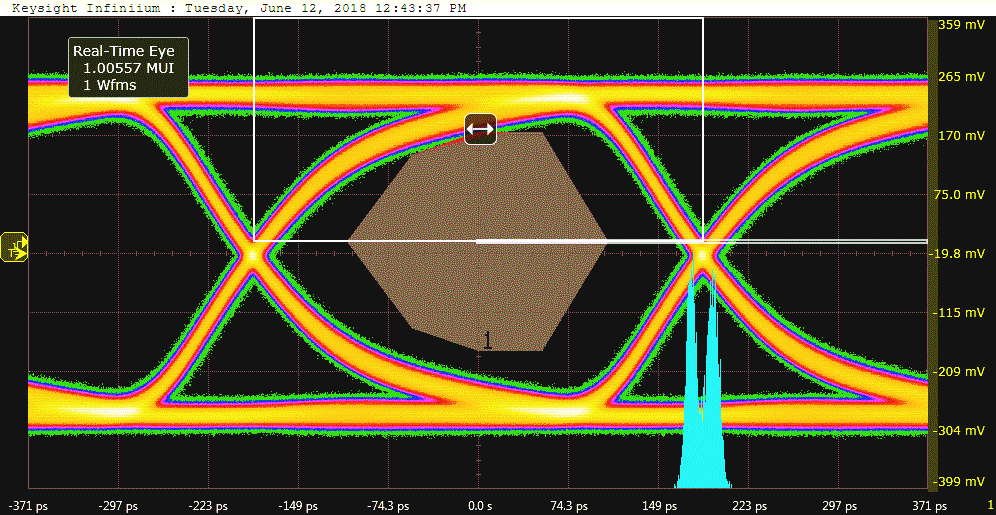 Keysight Infiniium : Tuesday, June 12, 2018 12:43:37 PM
Real-Time Eye
1.00557 MUI
1 Wfms
359 mV
265 mV
170 mV
75.0 mV
-19.8 mV
-115 mV
-209 mV
-304 mV
-399 mV
1
-371 ps
-297 ps
-223 ps
-149 ps
-74.3 ps
0.0 s
74.3 ps
149 ps
223 ps
297 ps
371 ps
1